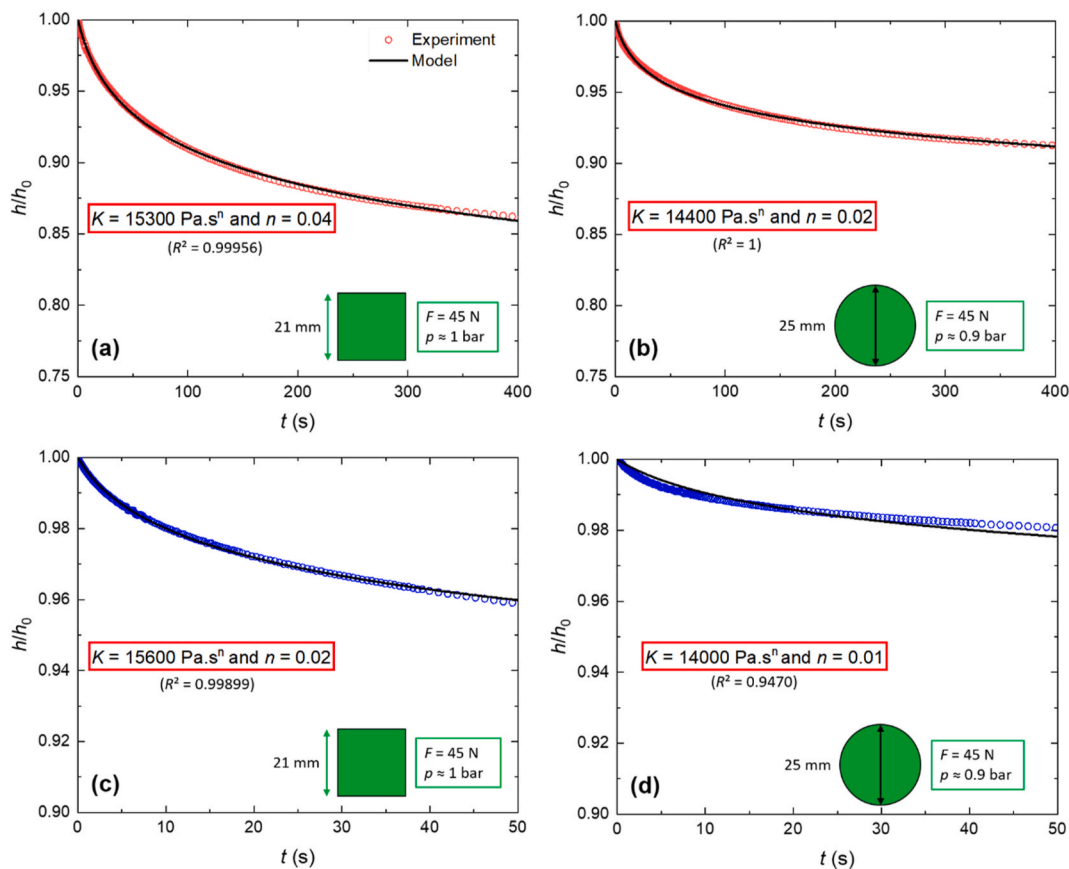 1.00
0.95
0.90
0.85
0.80
0.75
h/h₀
Experiment
Model
K = 15300 Pa.sⁿ and n = 0.04
(R² = 0.99956)
21 mm
F = 45 N
p ≈ 1 bar
(a)
0 100 200 300 400
t (s)
1.00
0.95
0.90
0.85
0.80
0.75
h/h₀
K = 14400 Pa.sⁿ and n = 0.02
(R² = 1)
25 mm
F = 45 N
p ≈ 0.9 bar
(b)
0 100 200 300 400
t (s)
1.00
0.98
0.96
0.94
0.92
0.90
h/h₀
K = 15600 Pa.sⁿ and n = 0.02
(R² = 0.99899)
21 mm
F = 45 N
p ≈ 1 bar
(c)
0 10 20 30 40 50
t (s)
1.00
0.98
0.96
0.94
0.92
0.90
h/h₀
K = 14000 Pa.sⁿ and n = 0.01
(R² = 0.9470)
25 mm
F = 45 N
p ≈ 0.9 bar
(d)
0 10 20 30 40 50
t (s)